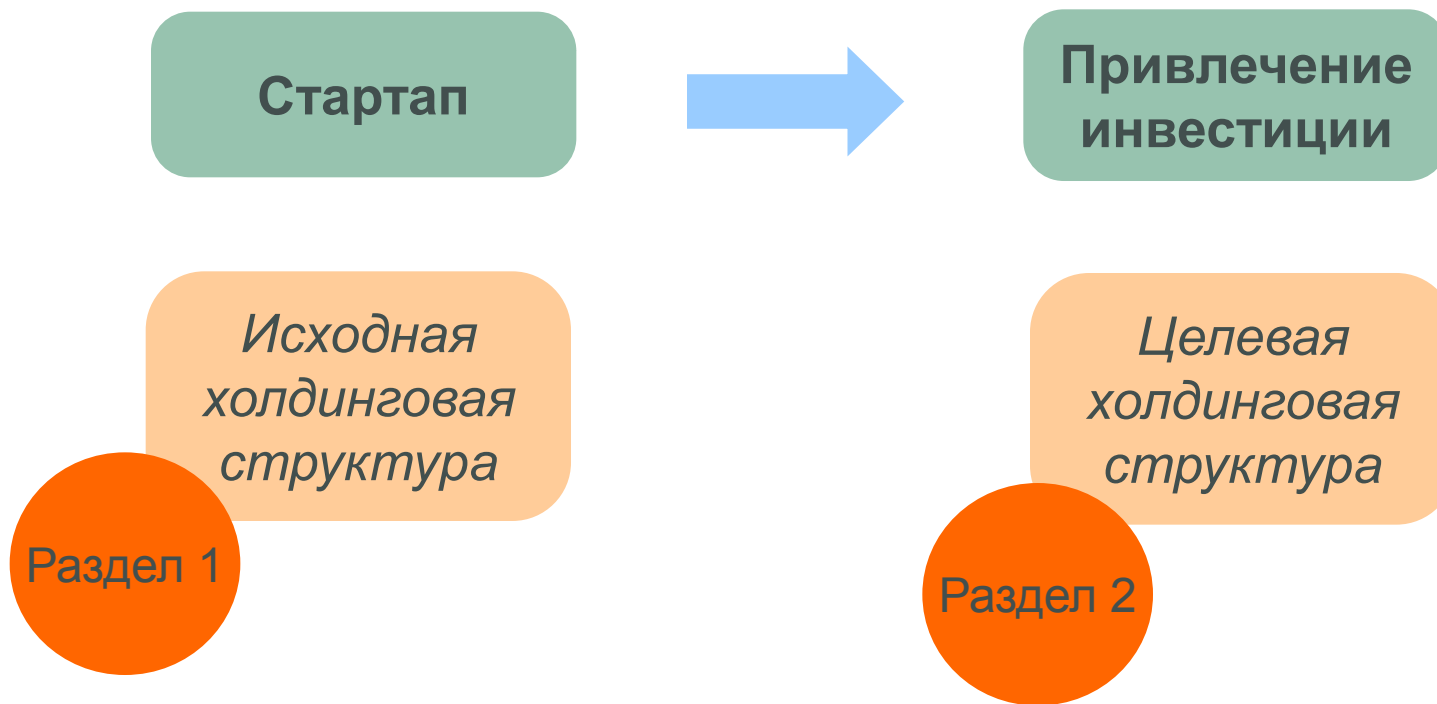 Стартап
Привлечение
инвестиции
Исходная
холдинговая
структура
Раздел 1
Целевая
холдинговая
структура
Раздел 2